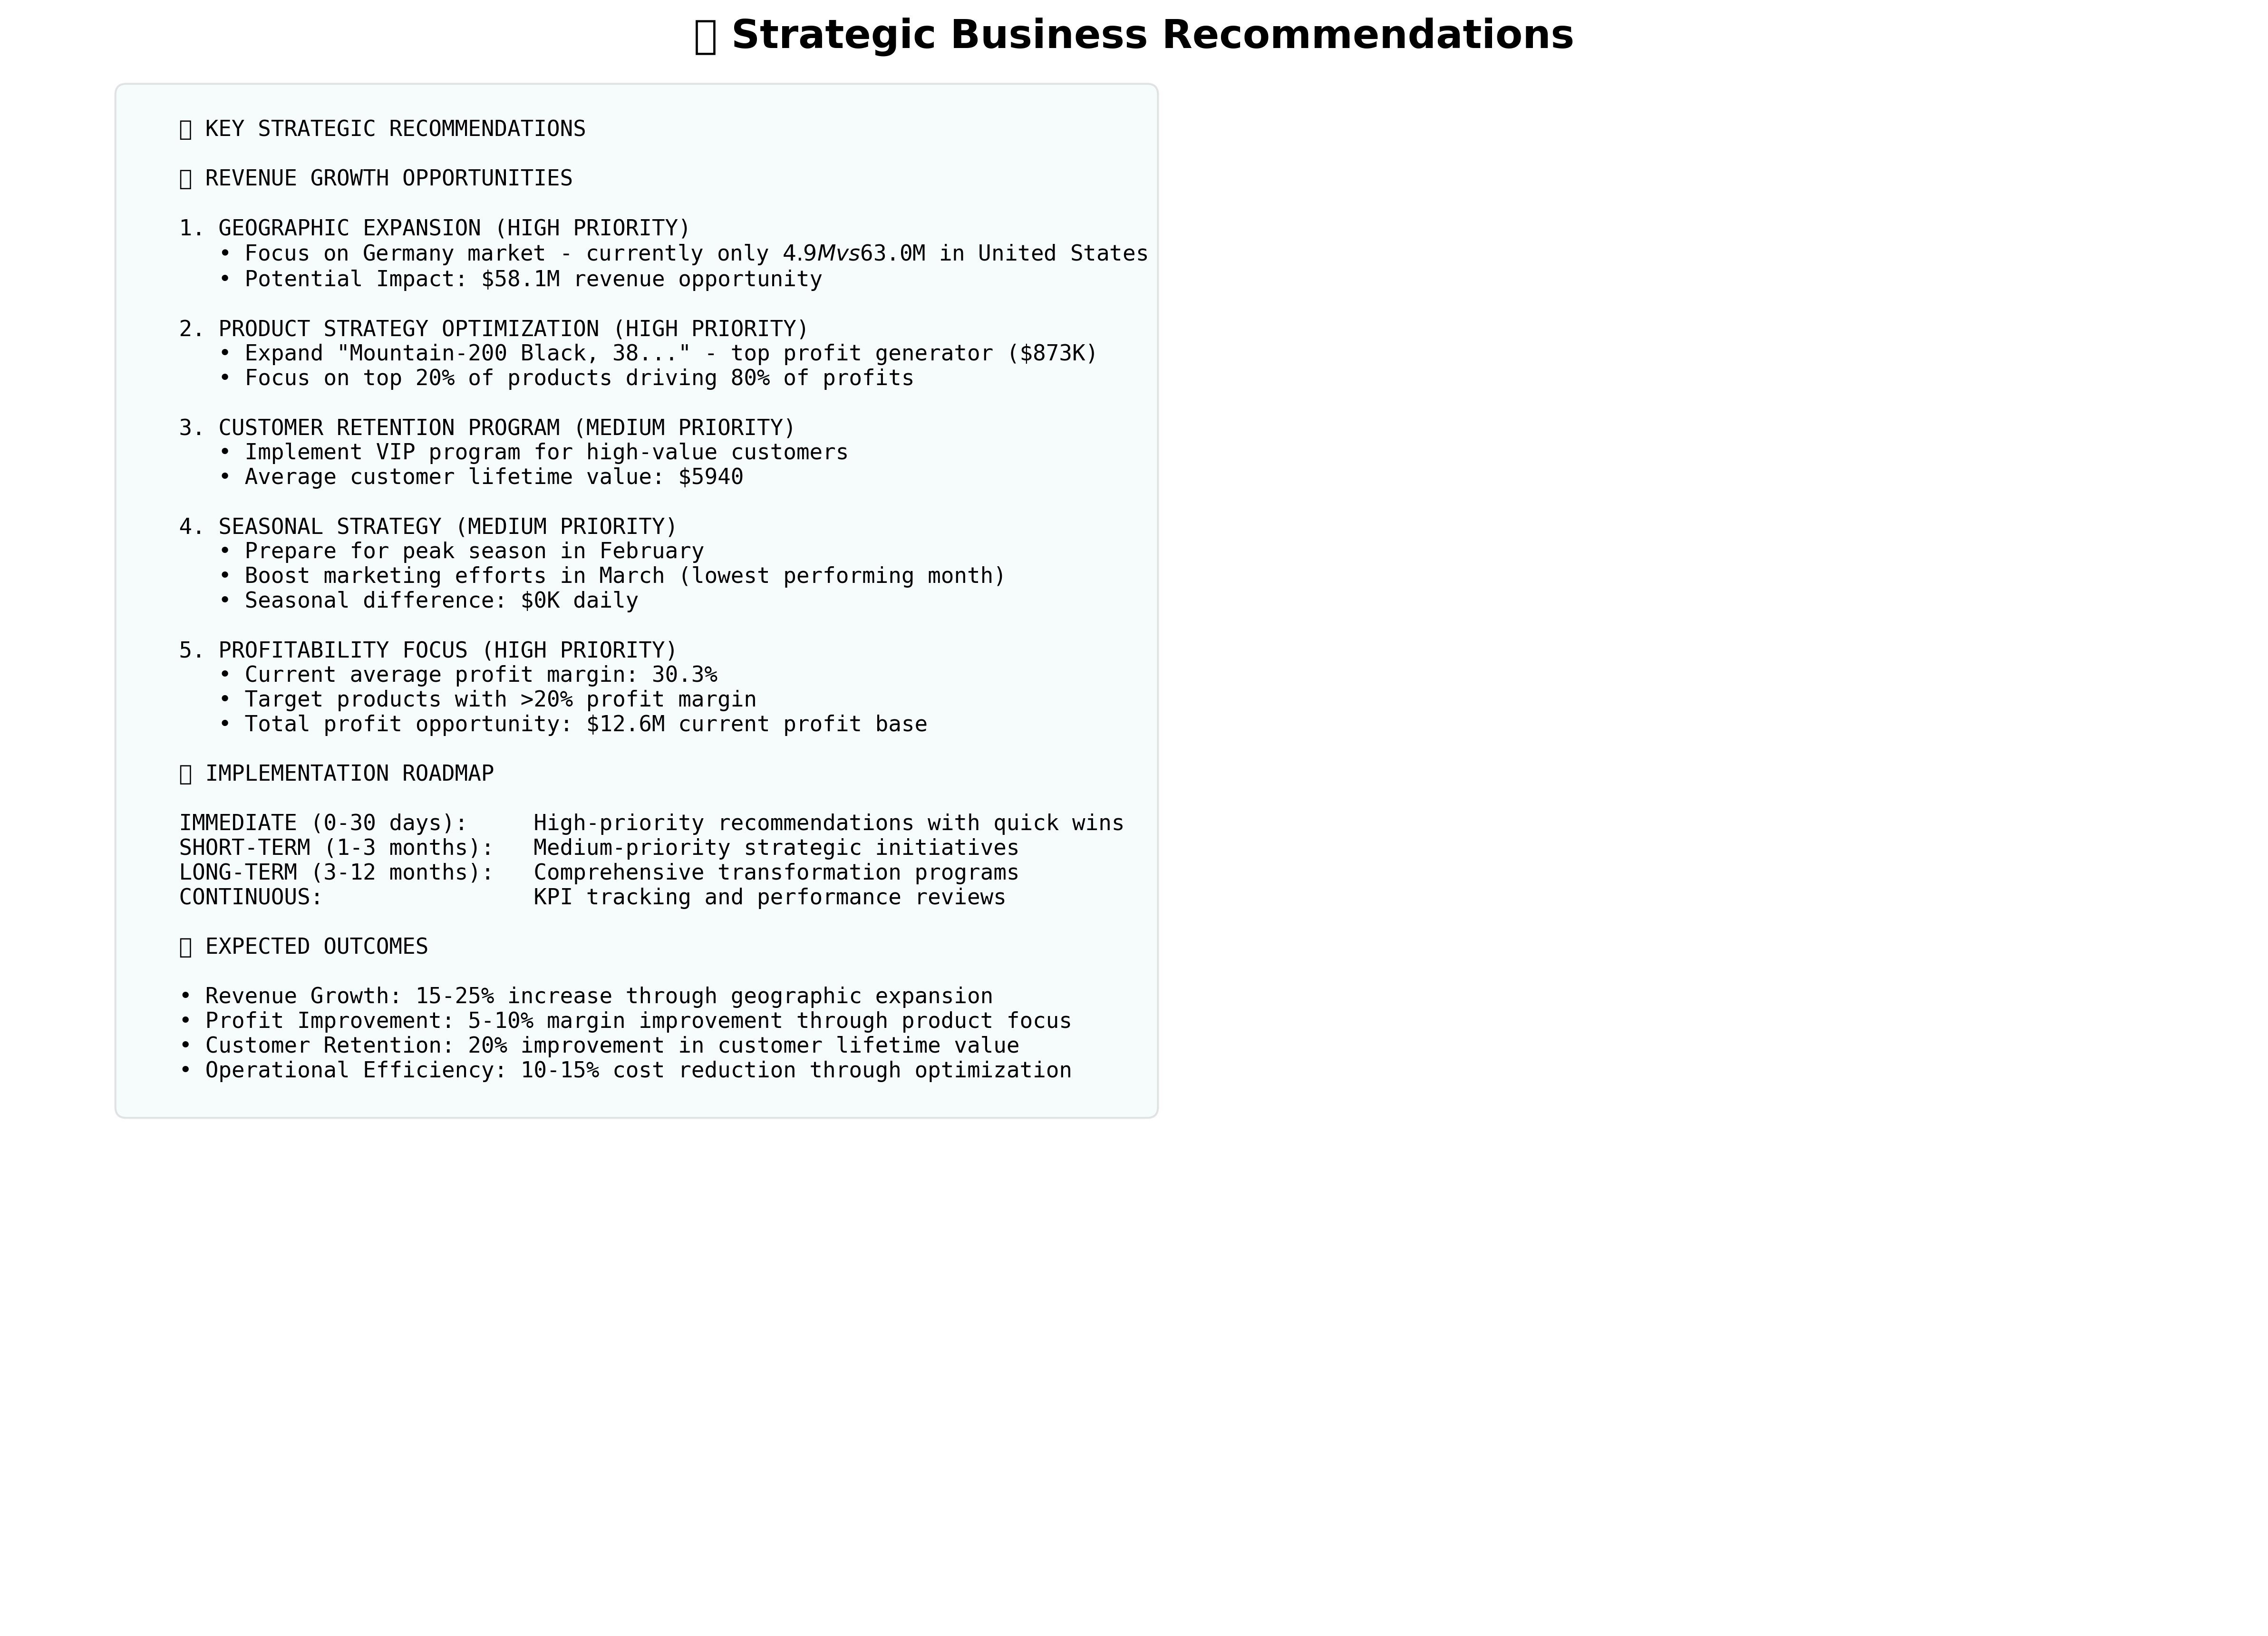 Strategic Business Recommendations
KEY STRATEGIC RECOMMENDATIONS
REVENUE GROWTH OPPORTUNITIES
1. GEOGRAPHIC EXPANSION (HIGH PRIORITY)
• Focus on Germany market - currently only 4.9Mvs63.0M in United States
• Potential Impact: $58.1M revenue opportunity
2. PRODUCT STRATEGY OPTIMIZATION (HIGH PRIORITY)
• Expand "Mountain-200 Black, 38..." - top profit generator ($873K)
• Focus on top 20% of products driving 80% of profits
3. CUSTOMER RETENTION PROGRAM (MEDIUM PRIORITY)
• Implement VIP program for high-value customers
• Average customer lifetime value: $5940
4. SEASONAL STRATEGY (MEDIUM PRIORITY)
• Prepare for peak season in February
• Boost marketing efforts in March (lowest performing month)
• Seasonal difference: $0K daily
5. PROFITABILITY FOCUS (HIGH PRIORITY)
• Current average profit margin: 30.3%
• Target products with >20% profit margin
• Total profit opportunity: $12.6M current profit base
IMPLEMENTATION ROADMAP
IMMEDIATE (0-30 days): High-priority recommendations with quick wins
SHORT-TERM (1-3 months): Medium-priority strategic initiatives
LONG-TERM (3-12 months): Comprehensive transformation programs
CONTINUOUS: KPI tracking and performance reviews
EXPECTED OUTCOMES
• Revenue Growth: 15-25% increase through geographic expansion
• Profit Improvement: 5-10% margin improvement through product focus
• Customer Retention: 20% improvement in customer lifetime value
• Operational Efficiency: 10-15% cost reduction through optimization